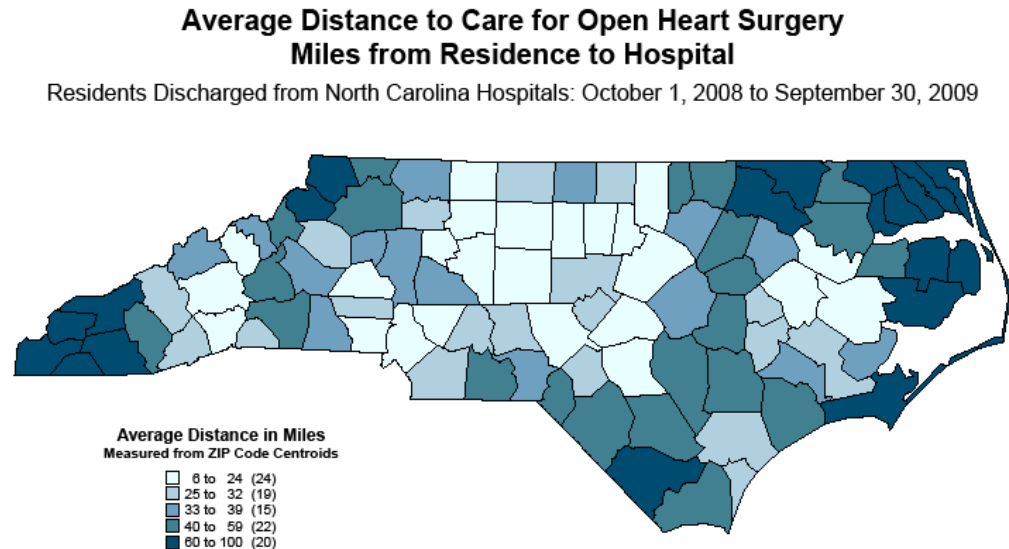 Average Distance to Care for Open Heart Surgery
Miles from Residence to Hospital
Residents Discharged from North Carolina Hospitals: October 1, 2008 to September 30, 2009
Average Distance in Miles
Measured from ZIP Code Centroids
6 to 24 (24)
25 to 32 (19)
33 to 39 (15)
40 to 59 (22)
60 to 100 (20)